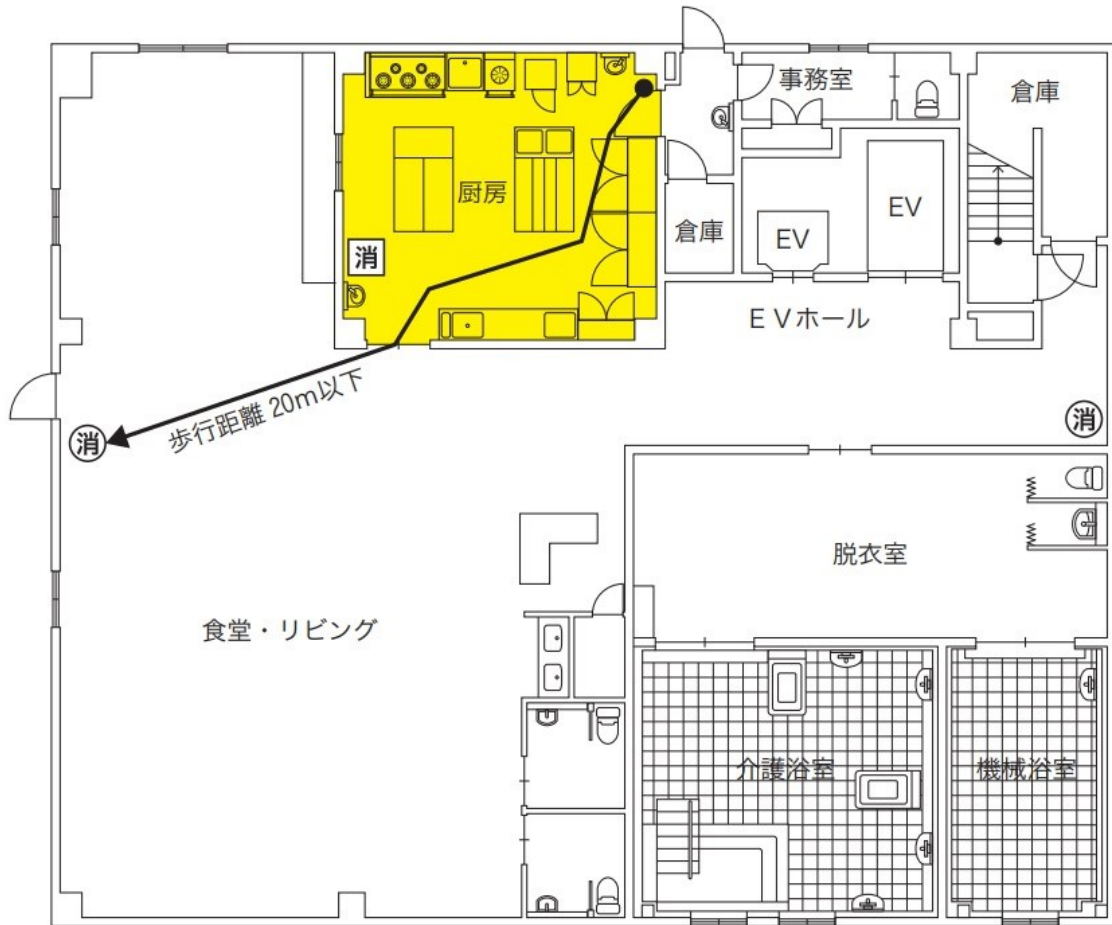 事務室
倉庫
厨房
倉庫
EV
EV
消
ＥＶホール
歩行距離 20m以下
消
消
脱衣室
食堂・リビング
介護浴室
機械浴室